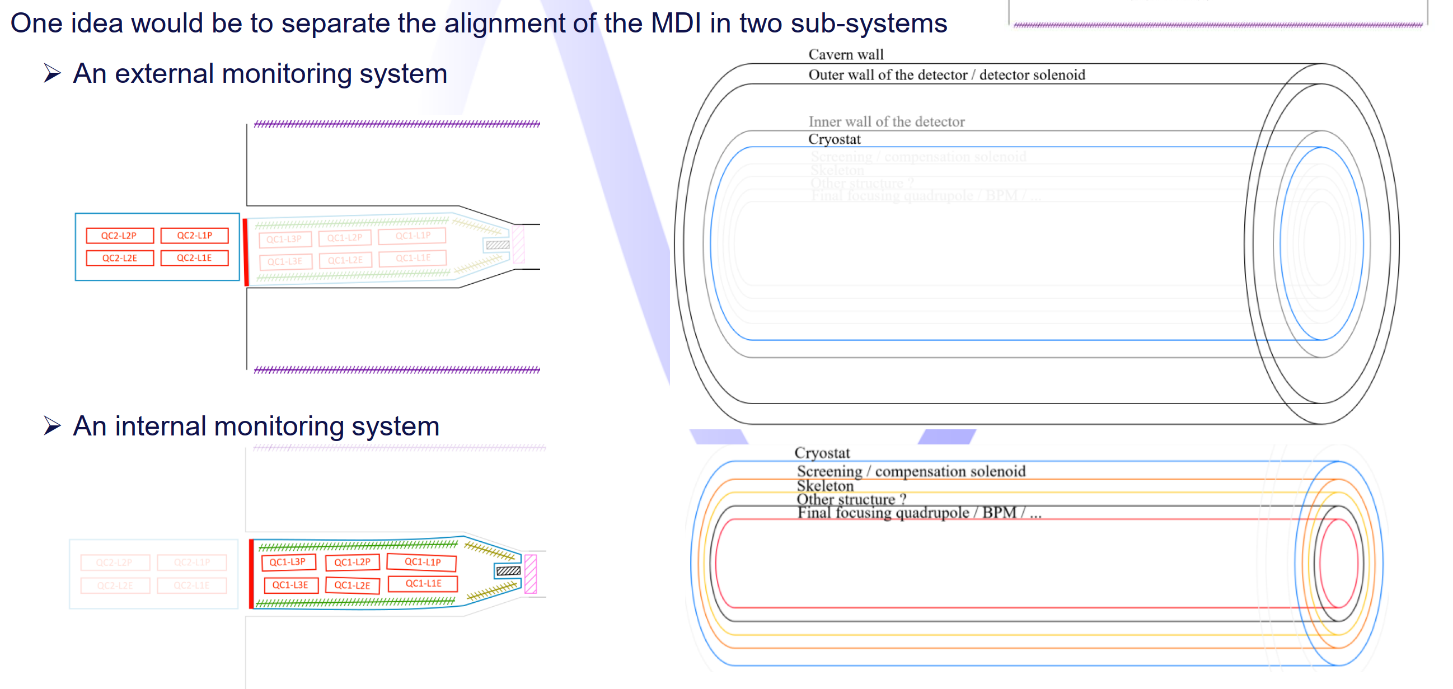 One idea would be to separate the alignment of the MDI in two sub-systems
➢ An external monitoring system
QC2-L2P QC2-L1P
QC2-L2E QC2-L1E
QC1-L3P QC1-L2P QC1-L1P
QC1-L3E QC1-L2E QC1-L1E
Cavern wall
Outer wall of the detector / detector solenoid
Inner wall of the detector
Cryostat
Screening / compensation solenoid
Skeleton
Other structure ?
Final focusing quadrupole / BPM / ...
➢ An internal monitoring system
QC2-L2P QC2-L1P
QC2-L2E QC2-L1E
QC1-L3P QC1-L2P QC1-L1P
QC1-L3E QC1-L2E QC1-L1E
Cryostat
Screening / compensation solenoid
Skeleton
Other structure ?
Final focusing quadrupole / BPM / ...